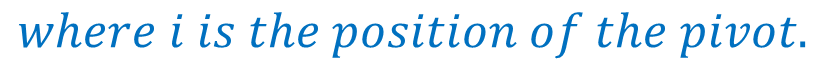 where i is the position of the pivot.